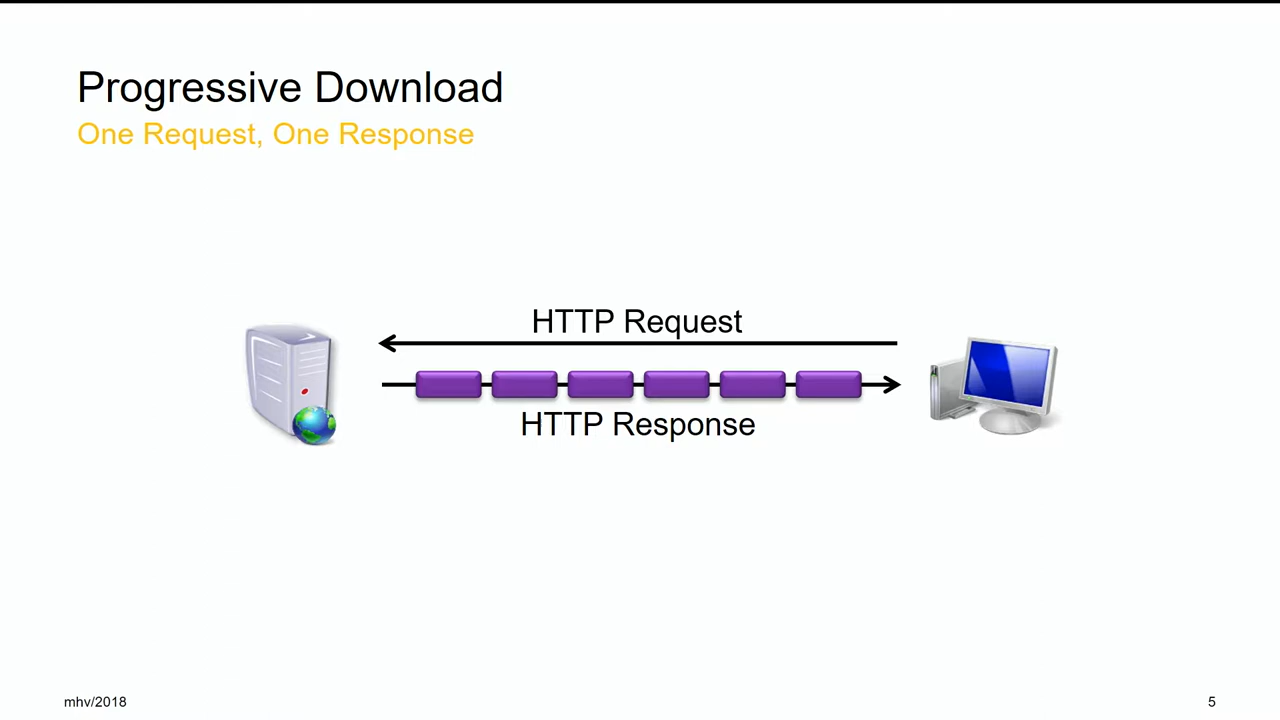 Progressive Download
One Request, One Response
HTTP Request
HTTP Response
mhv/2018
5